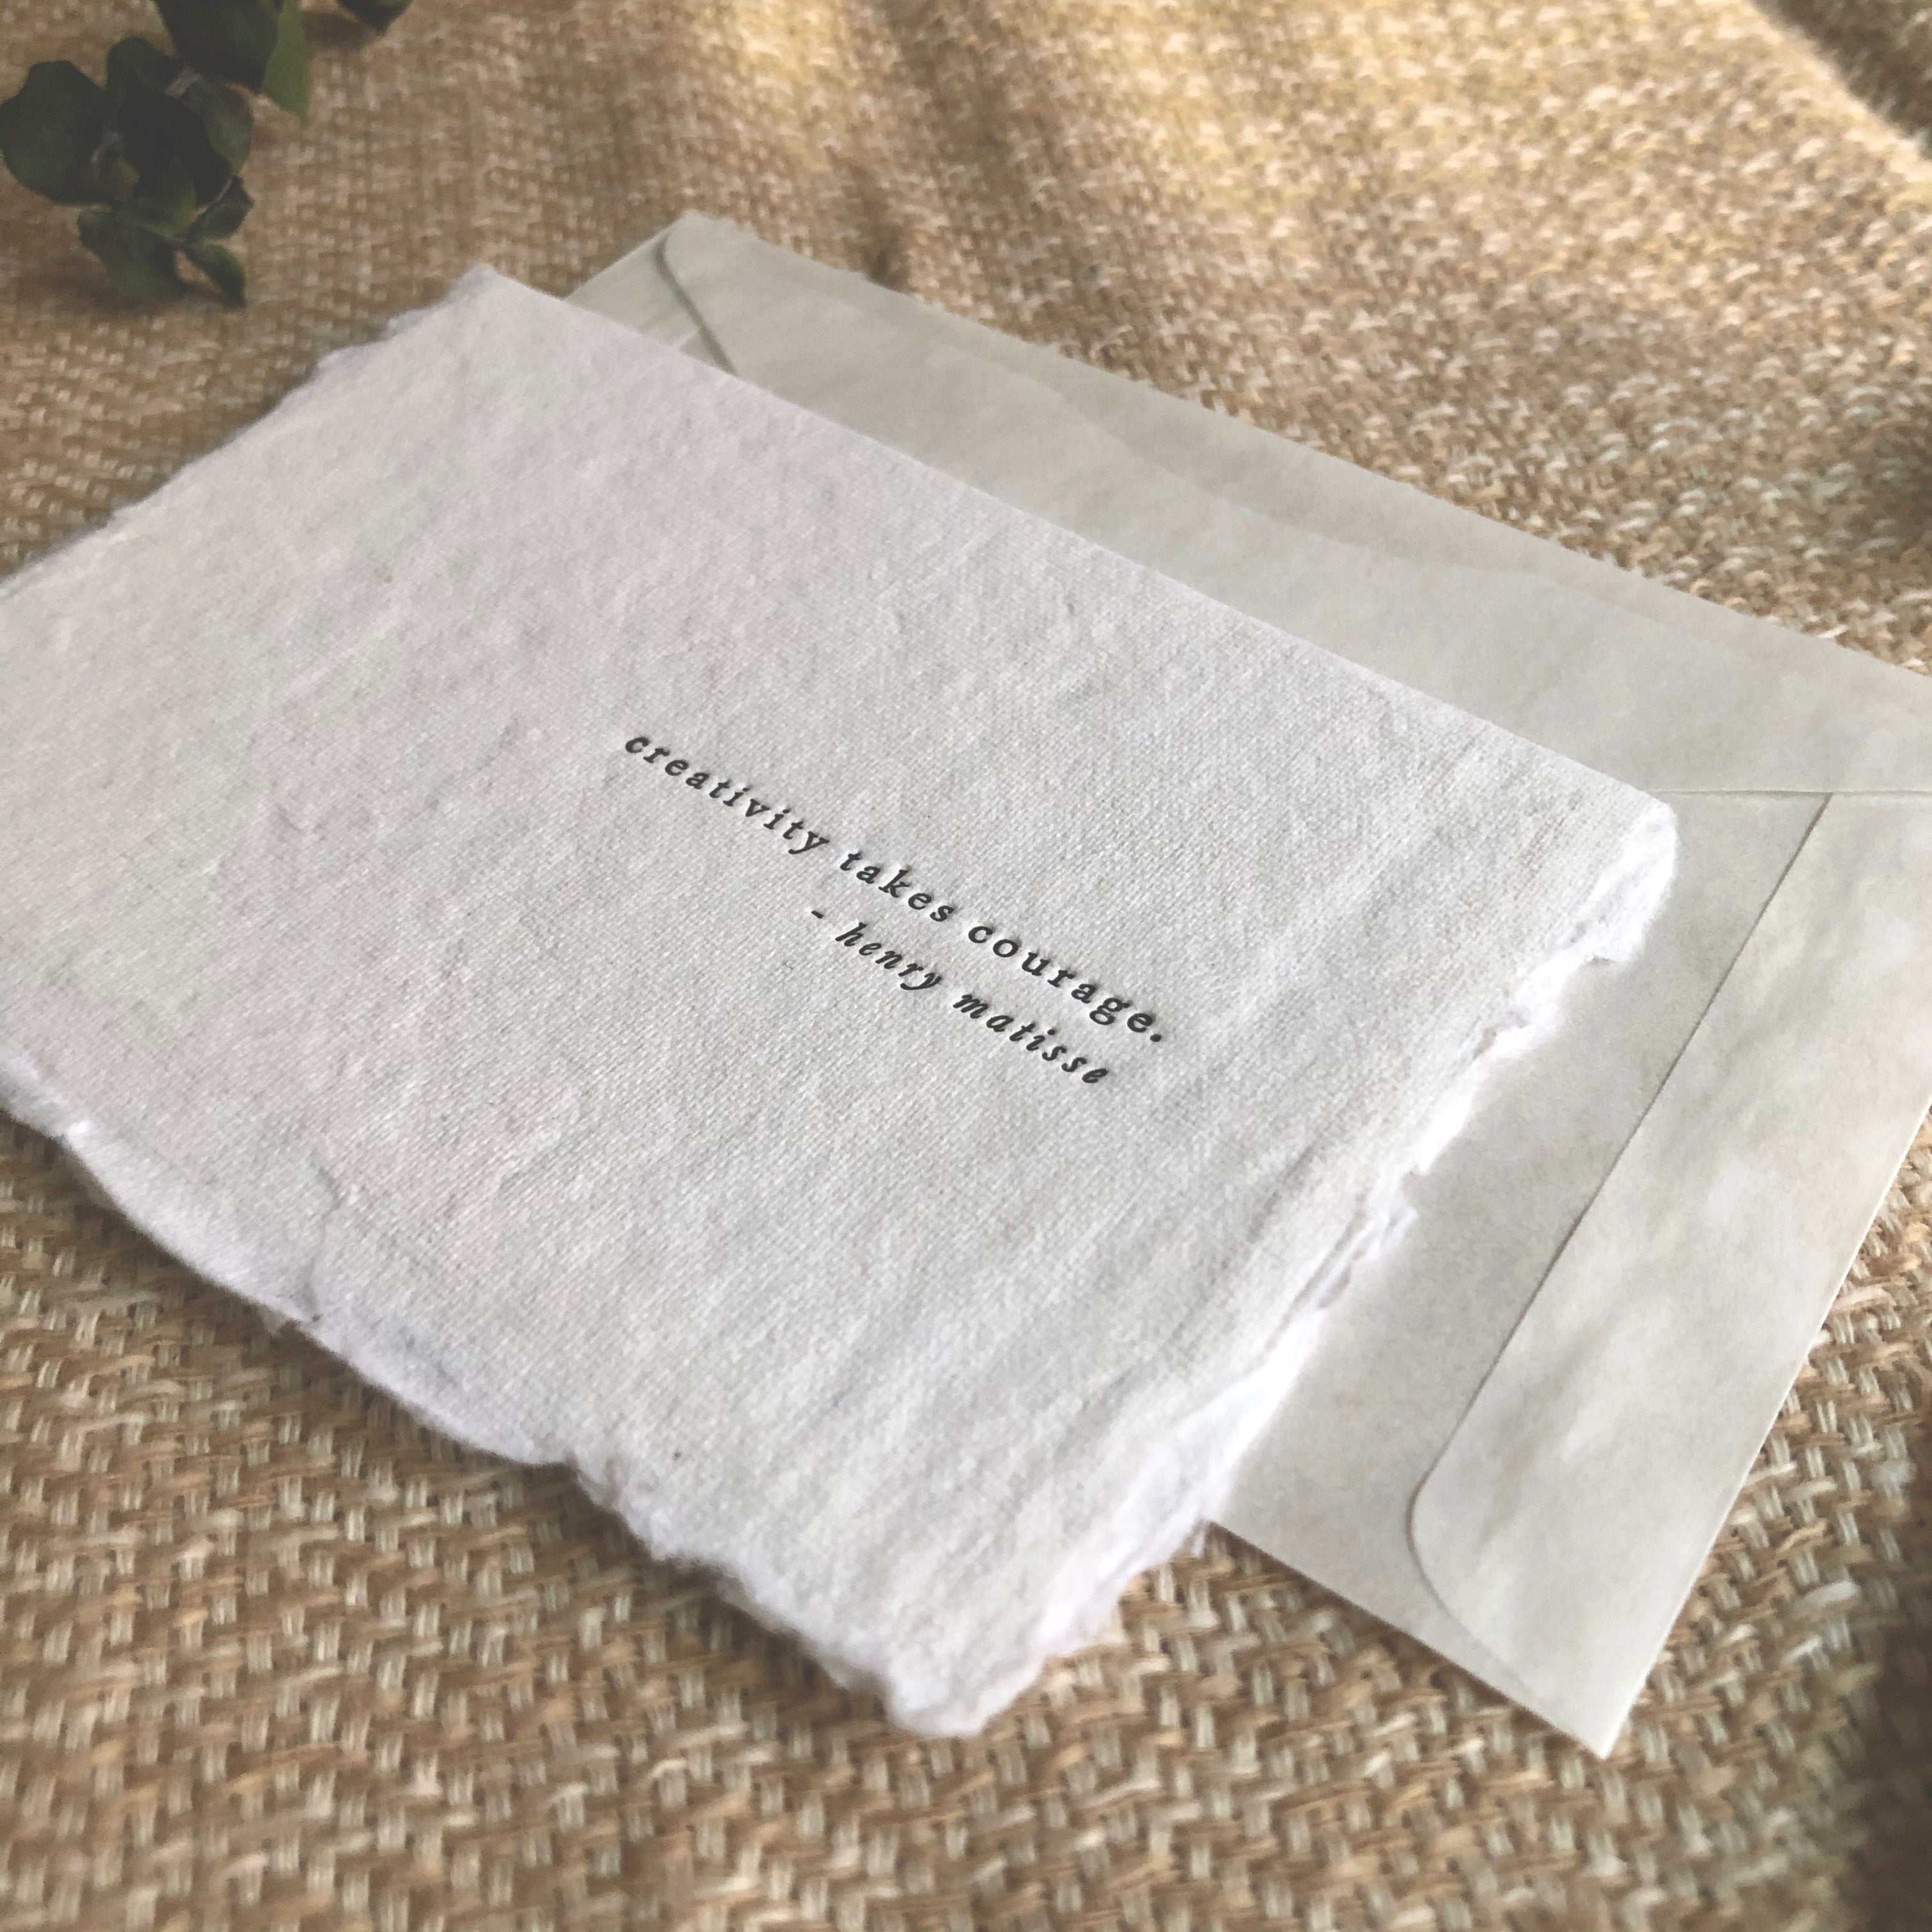 creativity takes courage.
- henry matisse